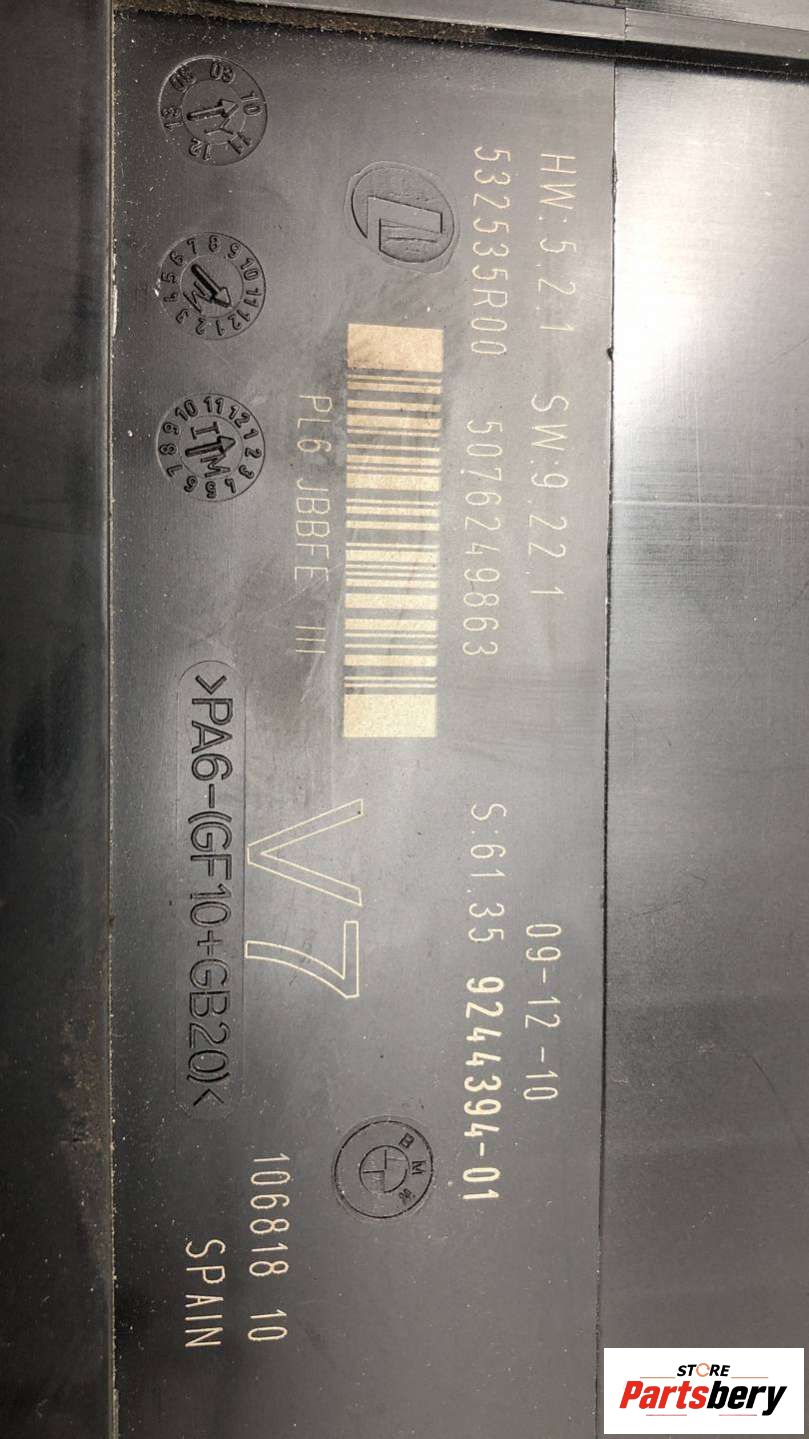 HW: 5.2.1 SW:9.22.1
09-12-10
532535R00 5076249863
S:61.35 9244394-01
PL6 JBBFE III
V7
BMW
106818 10
>PA6-(GF10+GB20)<
SPAIN
STORE
Partsbery